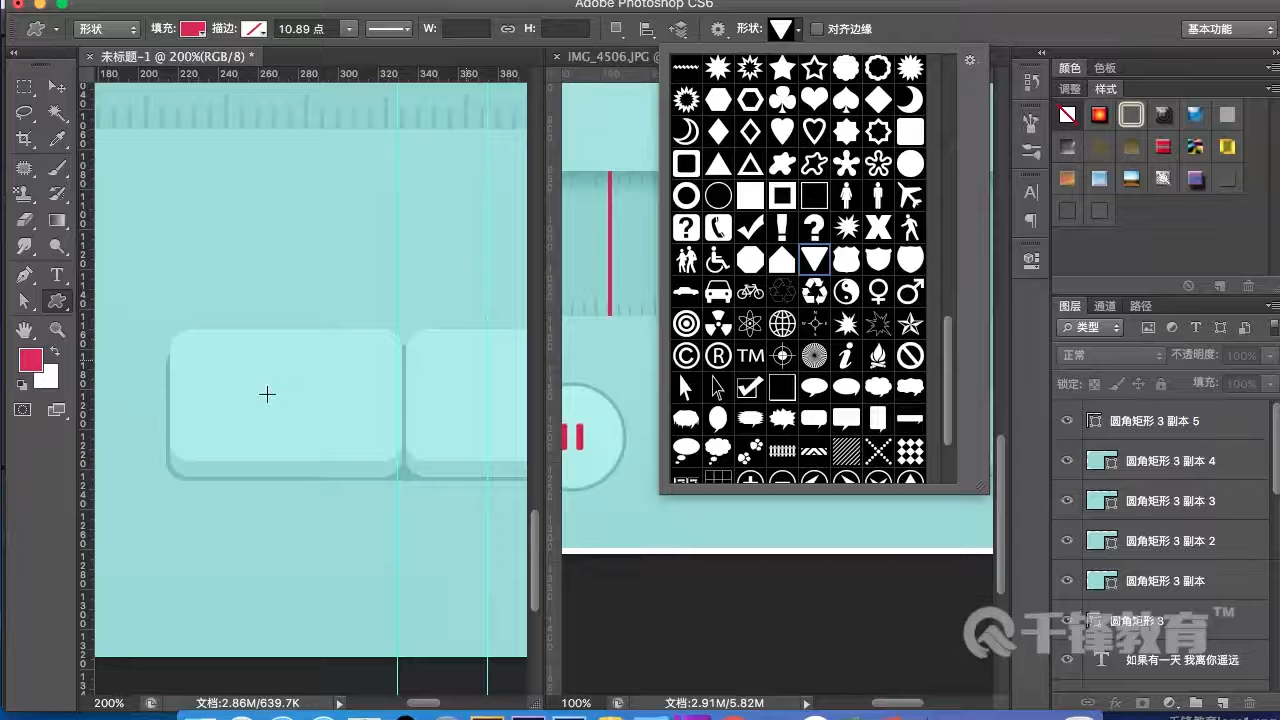 Adobe Photoshop CS6
形状 填充: 描边: 10.89 点 W: H: 形状: 对齐边缘 基本功能
× 未标题-1 @ 200%(RGB/8) * × IMG_4506.JPG @
180 200 220 240 260 280 300 320 340 360 380
颜色 色板
调整 样式
图层 通道 路径
类型
正常 不透明度: 100%
锁定: 填充: 100%
圆角矩形 3 副本 5
圆角矩形 3 副本 4
圆角矩形 3 副本 3
圆角矩形 3 副本 2
圆角矩形 3 副本
圆角矩形 3
如果有一天 我离你遥远
千锋教育™
200% 文档:2.86M/639.7K 100% 文档:2.91M/5.82M